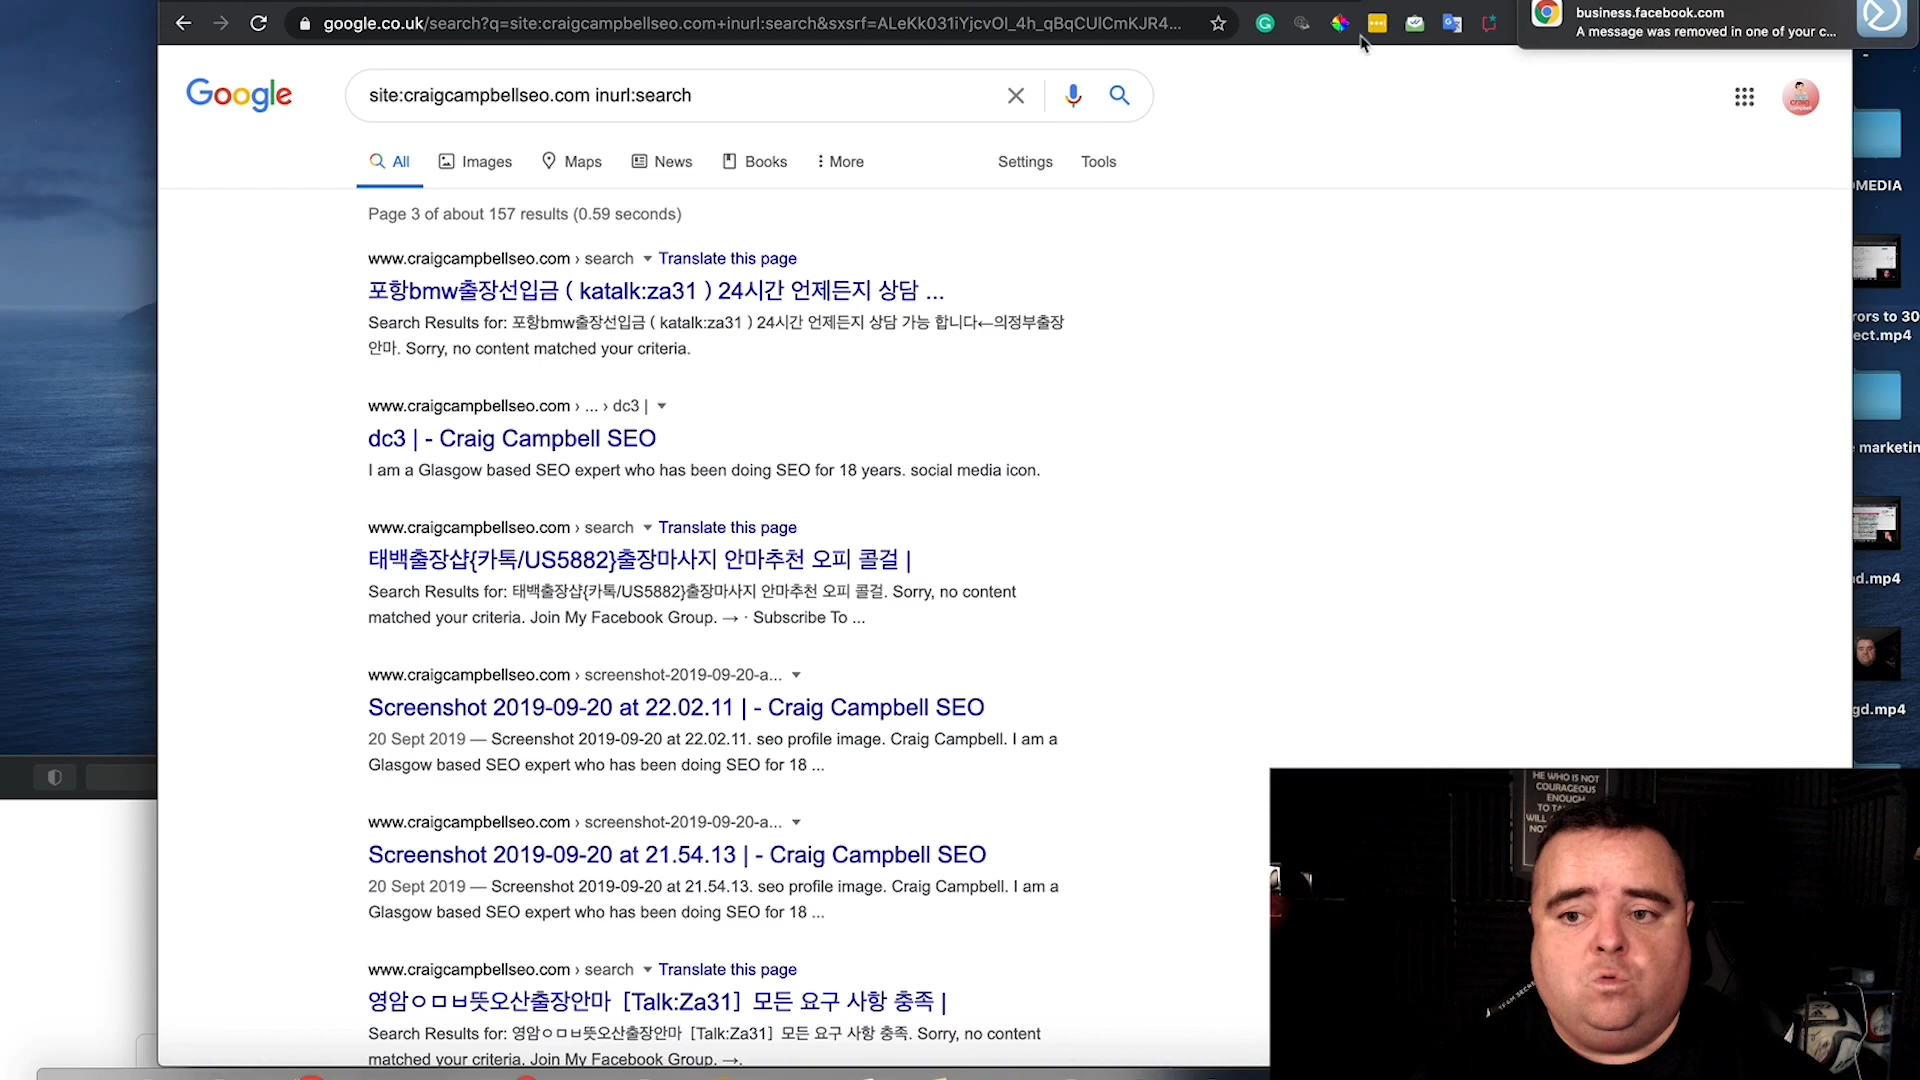 google.co.uk/search?q=site:craigcampbellseo.com+inurl:search&sxsrf=ALeKk031iYjcvOI_4h_qBqCUlCmKJR4...
business.facebook.com
A message was removed in one of your c...
Google
site:craigcampbellseo.com inurl:search
All
Images
Maps
News
Books
More
Settings
Tools
Page 3 of about 157 results (0.59 seconds)
www.craigcampbellseo.com › search Translate this page
포항bmw출장선입금 ( katalk:za31 ) 24시간 언제든지 상담 ...
Search Results for: 포항bmw출장선입금 ( katalk:za31 ) 24시간 언제든지 상담 가능 합니다←의정부출장
안마. Sorry, no content matched your criteria.
www.craigcampbellseo.com › ... › dc3 |
dc3 | - Craig Campbell SEO
I am a Glasgow based SEO expert who has been doing SEO for 18 years. social media icon.
www.craigcampbellseo.com › search Translate this page
태백출장샵{카톡/US5882}출장마사지 안마추천 오피 콜걸 |
Search Results for: 태백출장샵{카톡/US5882}출장마사지 안마추천 오피 콜걸. Sorry, no content
matched your criteria. Join My Facebook Group. → · Subscribe To ...
www.craigcampbellseo.com › screenshot-2019-09-20-a...
Screenshot 2019-09-20 at 22.02.11 | - Craig Campbell SEO
20 Sept 2019 — Screenshot 2019-09-20 at 22.02.11. seo profile image. Craig Campbell. I am a
Glasgow based SEO expert who has been doing SEO for 18 ...
www.craigcampbellseo.com › screenshot-2019-09-20-a...
Screenshot 2019-09-20 at 21.54.13 | - Craig Campbell SEO
20 Sept 2019 — Screenshot 2019-09-20 at 21.54.13. seo profile image. Craig Campbell. I am a
Glasgow based SEO expert who has been doing SEO for 18 ...
www.craigcampbellseo.com › search Translate this page
영암ㅇㅁㅂ뜻오산출장안마［Talk:Za31］모든 요구 사항 충족 |
Search Results for: 영암ㅇㅁㅂ뜻오산출장안마［Talk:Za31］모든 요구 사항 충족. Sorry, no content
matched your criteria. Join My Facebook Group. →.
MEDIA
rors to 30
ect.mp4
marketin
d.mp4
gd.mp4
HE WHO IS NOT
COURAGEOUS
ENOUGH
TO TA
WILL
NO